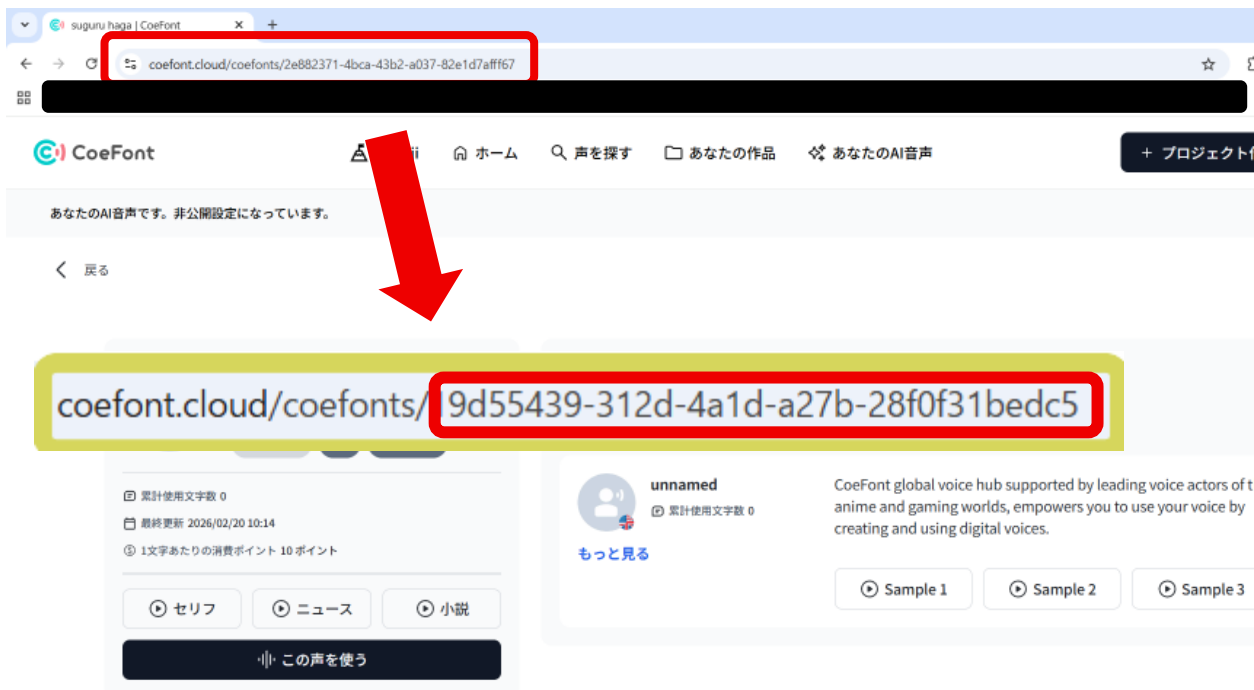 suguru haga | CoeFont
coefont.cloud/coefonts/2e882371-4bca-43b2-a037-82e1d7afff67
CoeFont
ホーム
声を探す
あなたの作品
あなたのAI音声
+ プロジェクト
あなたのAI音声です。非公開設定になっています。
戻る
coefont.cloud/coefonts/19d55439-312d-4a1d-a27b-28f0f31bedc5
累計使用文字数 0
最終更新 2026/02/20 10:14
1文字あたりの消費ポイント 10 ポイント
セリフ
ニュース
小説
この声を使う
unnamed
累計使用文字数 0
もっと見る
CoeFont global voice hub supported by leading voice actors of t
anime and gaming worlds, empowers you to use your voice by
creating and using digital voices.
Sample 1
Sample 2
Sample 3